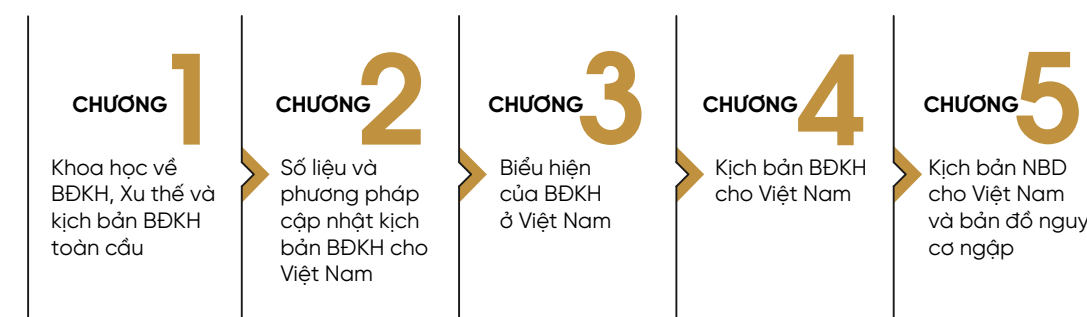 CHƯƠNG 1
Khoa học về
BĐKH, Xu thế và
kịch bản BĐKH
toàn cầu
CHƯƠNG 2
Số liệu và
phương pháp
cập nhật kịch
bản BĐKH cho
Việt Nam
CHƯƠNG 3
Biểu hiện
của BĐKH
ở Việt Nam
CHƯƠNG 4
Kịch bản BĐKH
cho Việt Nam
CHƯƠNG 5
Kịch bản NBD
cho Việt Nam
và bản đồ nguy
cơ ngập